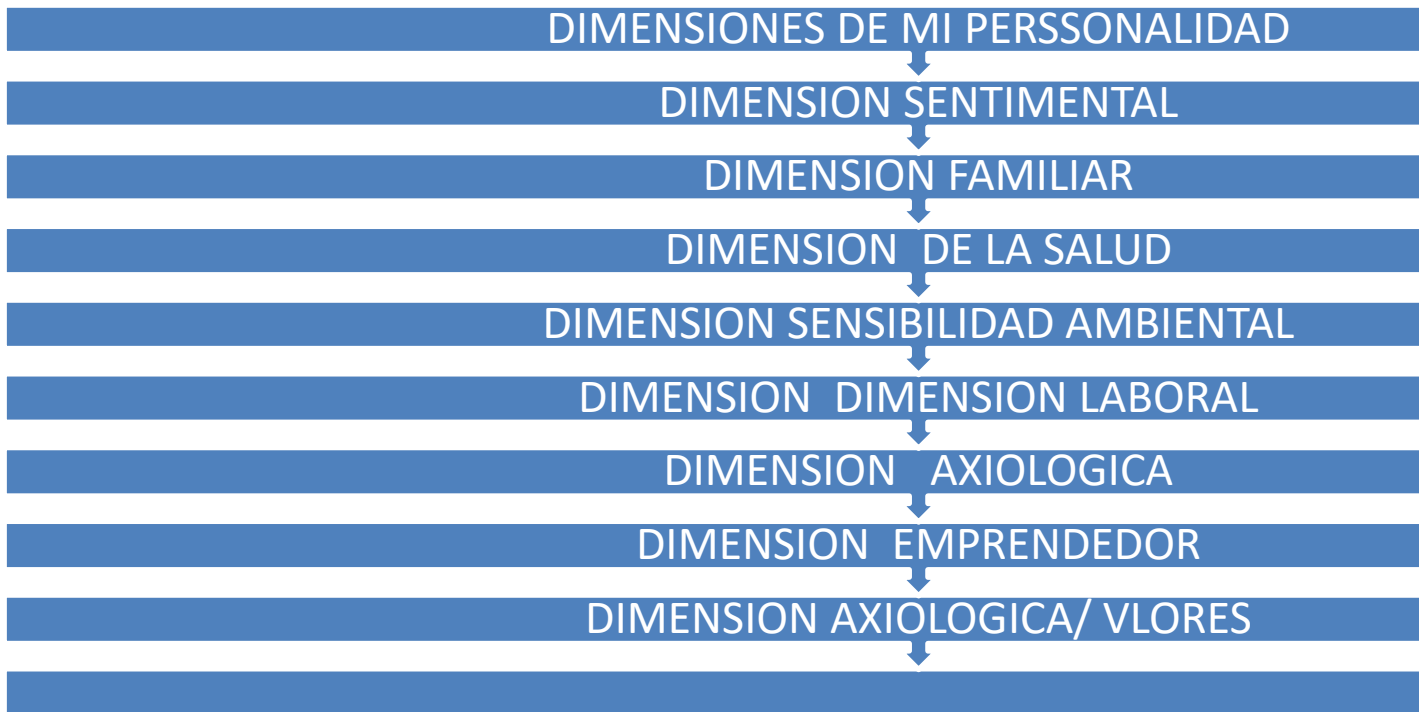 DIMENSIONES DE MI PERSSONALIDAD
DIMENSION SENTIMENTAL
DIMENSION FAMILIAR
DIMENSION  DE LA SALUD
DIMENSION SENSIBILIDAD AMBIENTAL
DIMENSION  DIMENSION LABORAL
DIMENSION   AXIOLOGICA
DIMENSION  EMPRENDEDOR
DIMENSION AXIOLOGICA/ VLORES